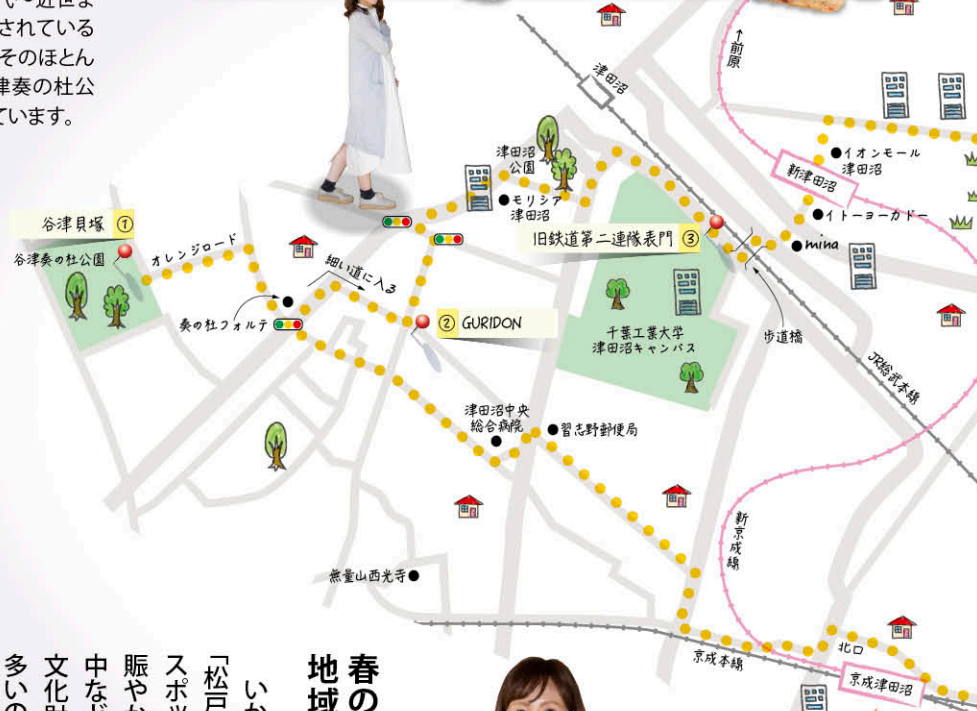 されている
そのほとん
津奏の杜公
ています。
↑前原
津田沼
津田沼
公園
モリシア
津田沼
イオンモール
津田沼
新津田沼
イトーヨーカドー
mina
谷津貝塚 ①
谷津奏の杜公園
オレンジロード
細い道に入る
旧鉄道第二連隊表門 ③
奏の杜フォルテ
② GURIDON
千葉工業大学
津田沼キャンパス
歩道橋
JR総武本線
津田沼中央
総合病院
習志野郵便局
新京成線
無量山西光寺
京成本線
北口
京成津田沼
春の
地域
いか
「松戸
スポッ
賑やか
中など
文化財
多いの